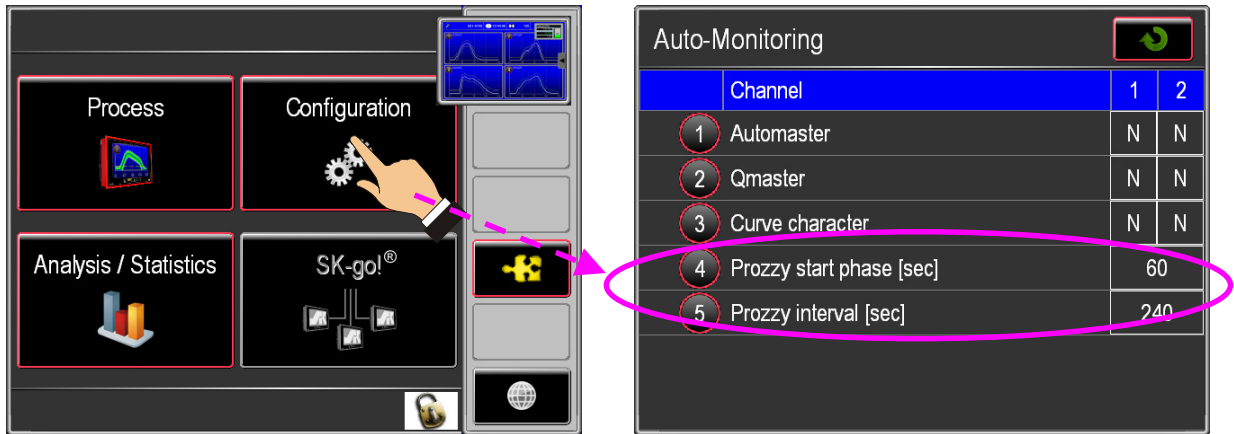 Process
Configuration
Analysis / Statistics
SK-go!®
Auto-Monitoring
Channel 1 2
1 Automaster N N
2 Qmaster N N
3 Curve character N N
4 Prozzy start phase [sec] 60
5 Prozzy interval [sec] 240